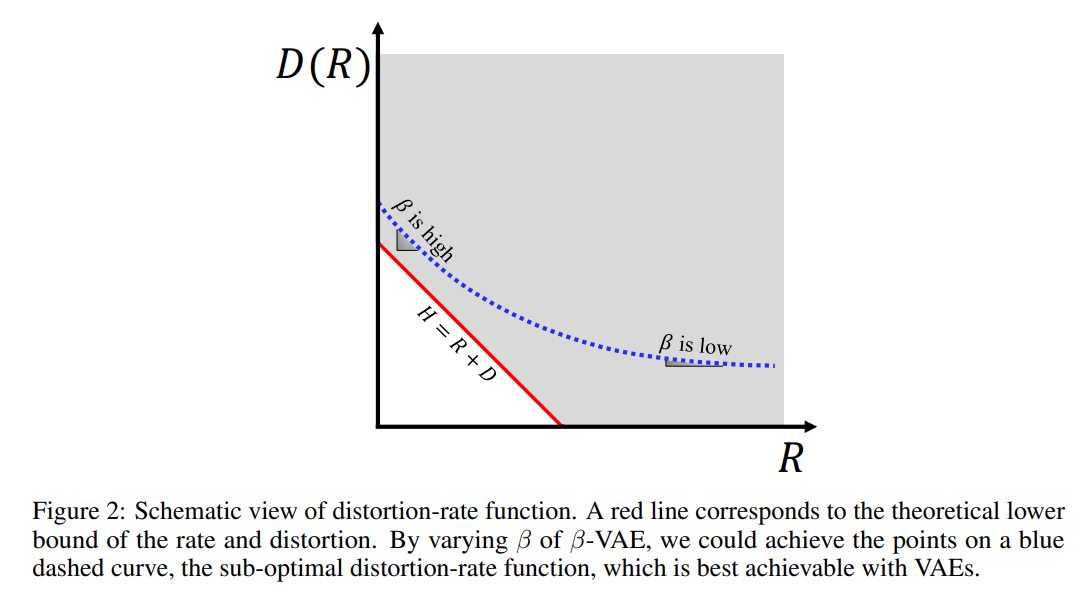 D(R)
β is high
H = R + D
β is low
R
Figure 2: Schematic view of distortion-rate function. A red line corresponds to the theoretical lower
bound of the rate and distortion. By varying β of β-VAE, we could achieve the points on a blue
dashed curve, the sub-optimal distortion-rate function, which is best achievable with VAEs.